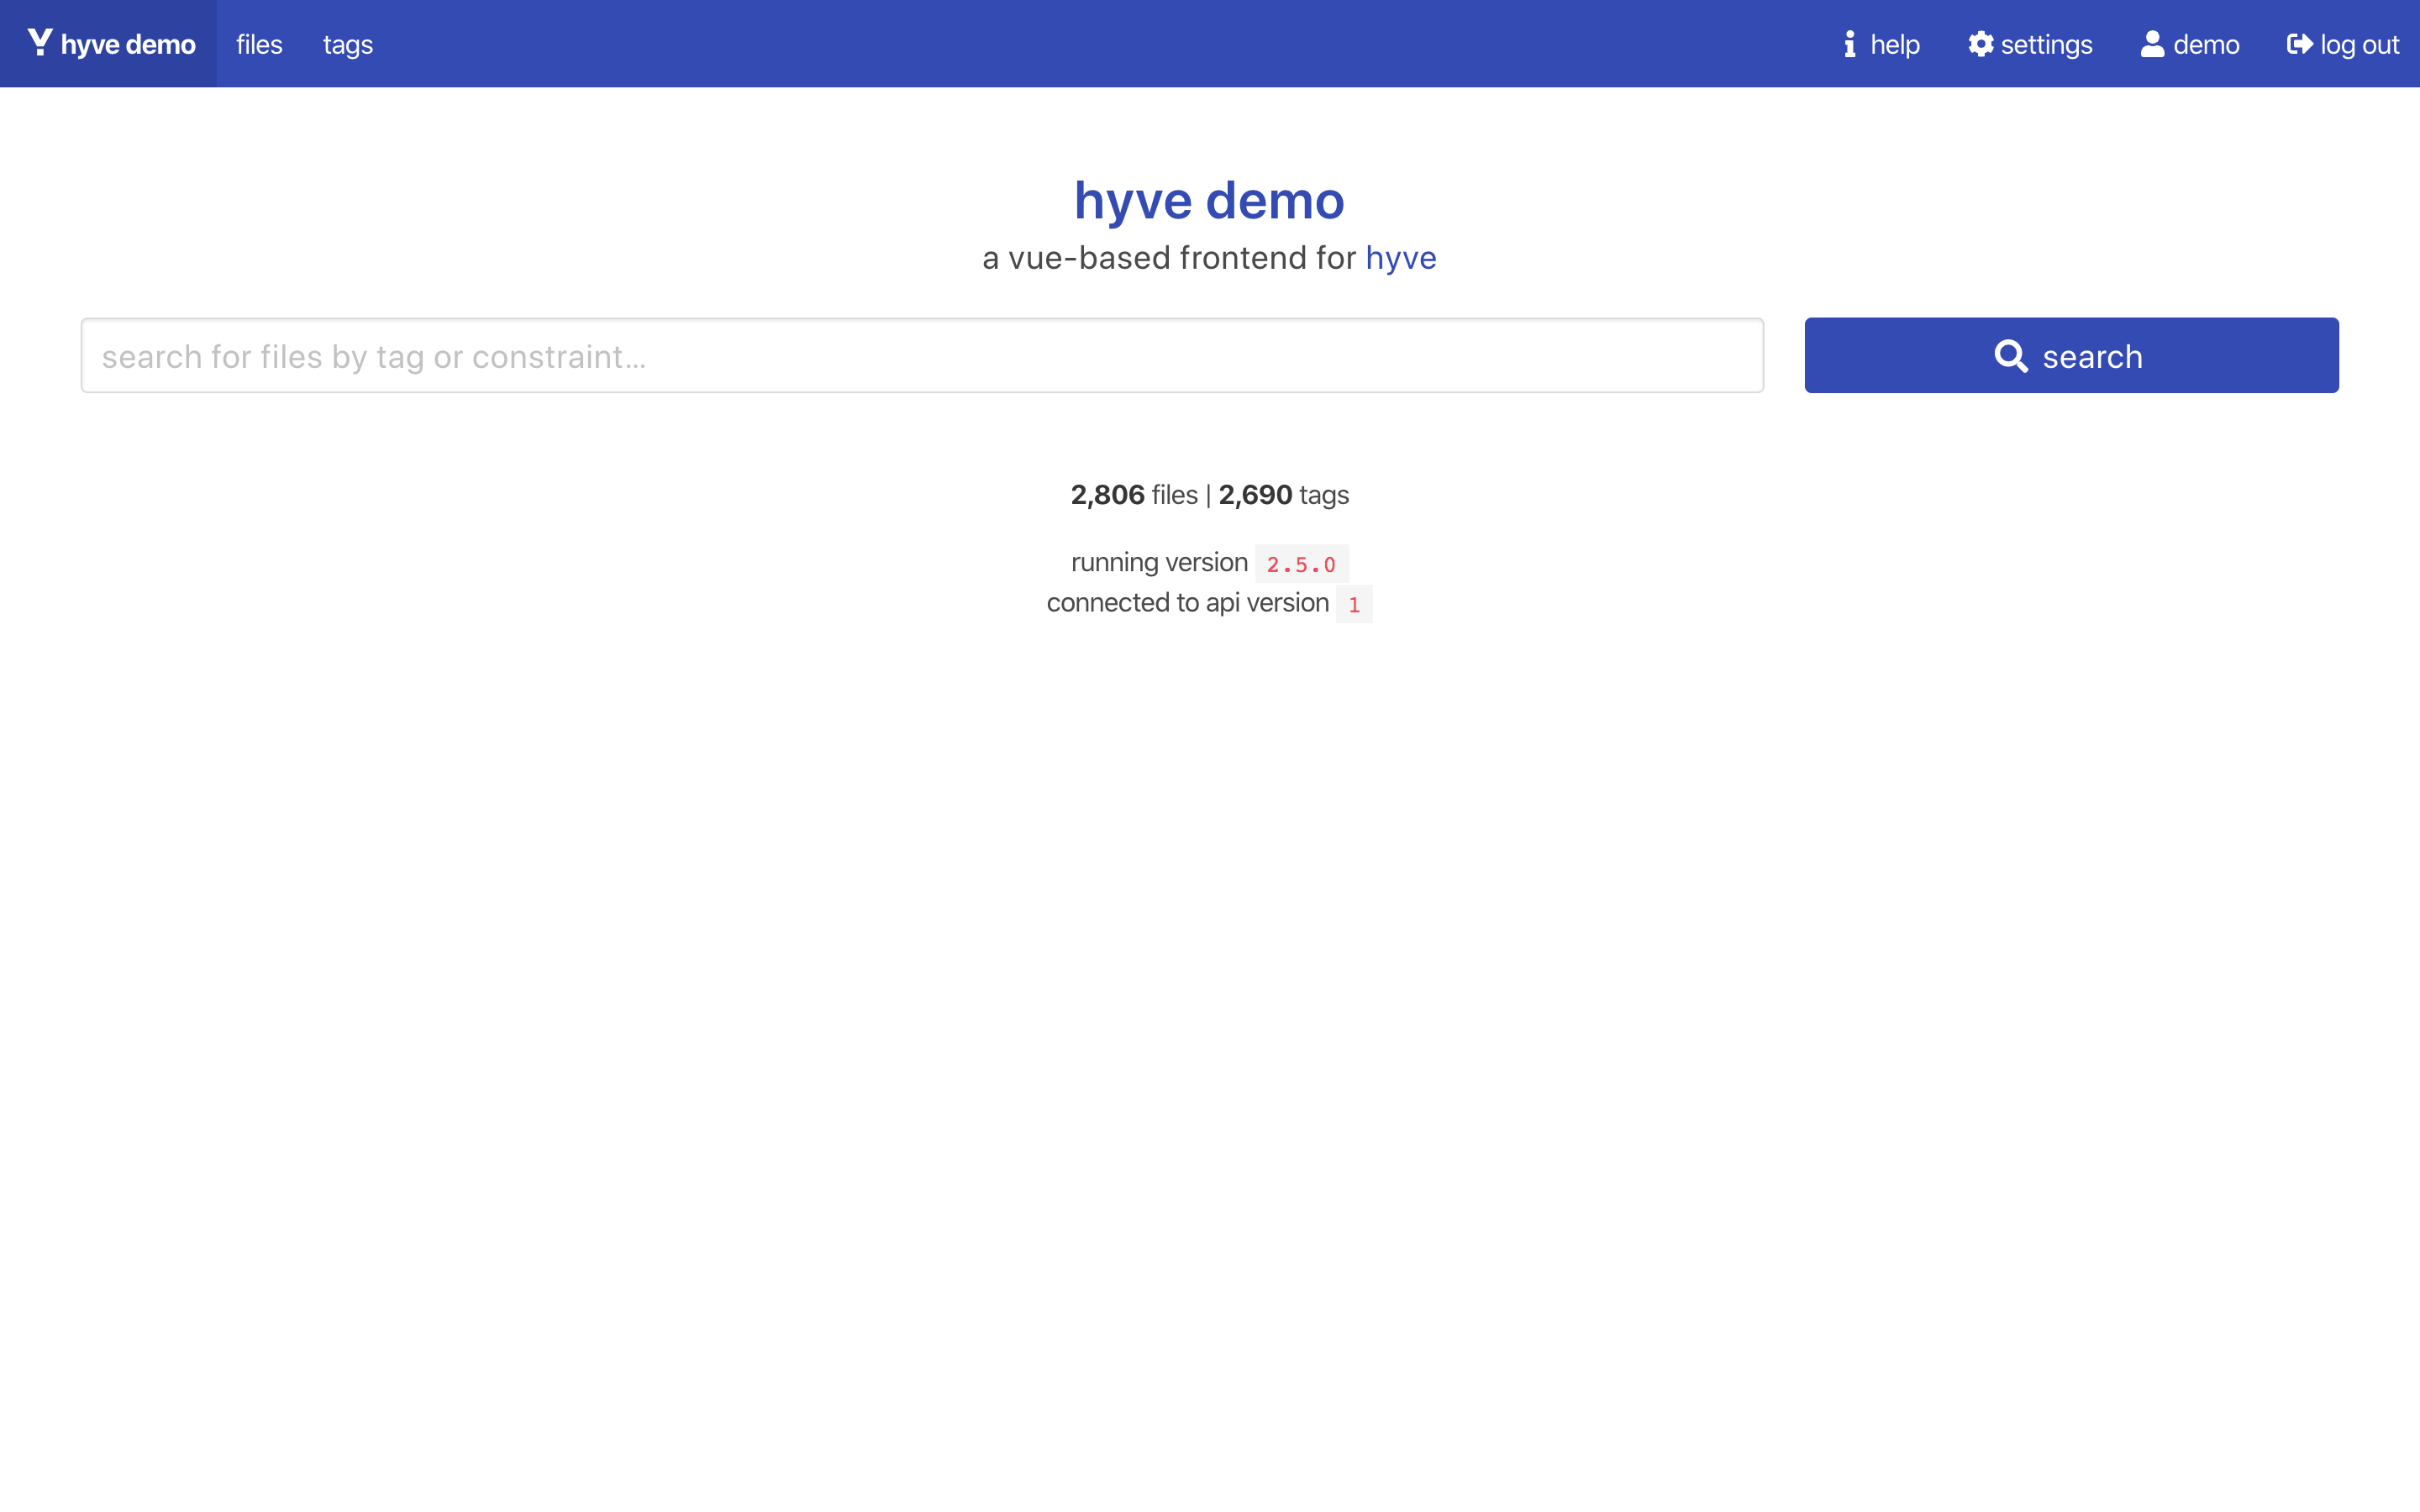 hyve demo files tags help settings demo log out
hyve demo
a vue-based frontend for hyve
search for files by tag or constraint...
search
2,806 files | 2,690 tags
running version 2.5.0
connected to api version 1